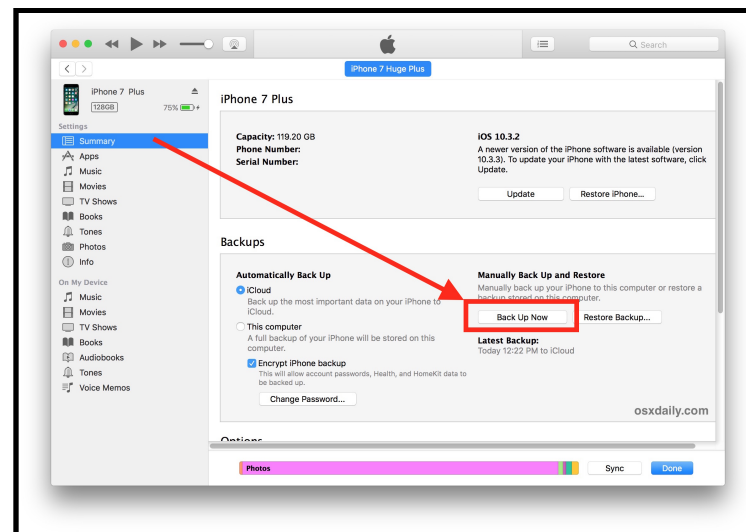 Search
iPhone 7 Huge Plus
iPhone 7 Plus
128GB
75%
Settings
Summary
Apps
Music
Movies
TV Shows
Books
Tones
Photos
Info
On My Device
Music
Movies
TV Shows
Books
Audiobooks
Tones
Voice Memos
iPhone 7 Plus
Capacity: 119.20 GB
Phone Number:
Serial Number:
iOS 10.3.2
A newer version of the iPhone software is available (version
10.3.3). To update your iPhone with the latest software, click
Update.
Update
Restore iPhone...
Backups
Automatically Back Up
iCloud
Back up the most important data on your iPhone to
iCloud.
This computer
A full backup of your iPhone will be stored on this
computer.
Encrypt iPhone backup
This will allow account passwords, Health, and HomeKit data to
be backed up.
Change Password...
Manually Back Up and Restore
Manually back up your iPhone to this computer or restore a
backup stored on this computer.
Back Up Now
Restore Backup...
Latest Backup:
Today 12:22 PM to iCloud
osxdaily.com
Options
Photos
Sync
Done